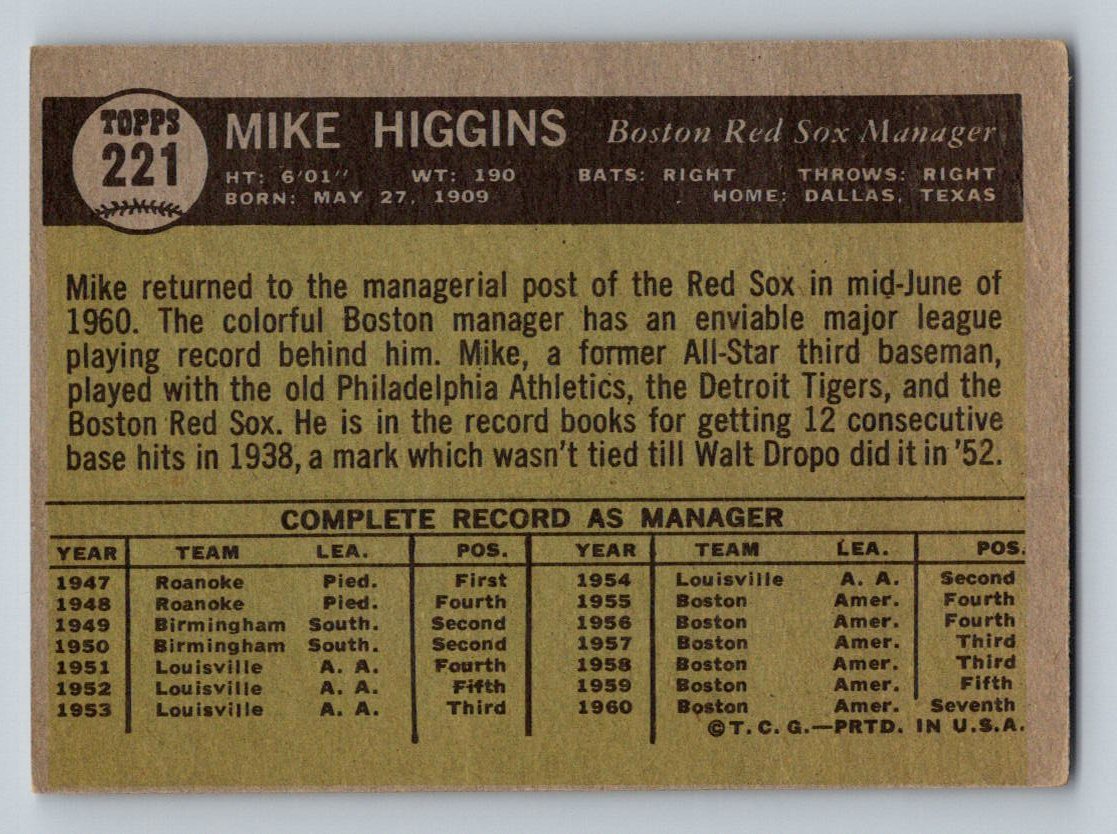 TOPPS
221
MIKE HIGGINS Boston Red Sox Manager
HT: 6'01" WT: 190 BATS: RIGHT THROWS: RIGHT
BORN: MAY 27, 1909 HOME: DALLAS, TEXAS
Mike returned to the managerial post of the Red Sox in mid-June of
1960. The colorful Boston manager has an enviable major league
playing record behind him. Mike, a former All-Star third baseman,
played with the old Philadelphia Athletics, the Detroit Tigers, and the
Boston Red Sox. He is in the record books for getting 12 consecutive
base hits in 1938, a mark which wasn't tied till Walt Dropo did it in '52.
COMPLETE RECORD AS MANAGER
YEAR TEAM LEA. POS. YEAR TEAM LEA. POS.
1947 Roanoke Pied. First 1954 Louisville A. A. Second
1948 Roanoke Pied. Fourth 1955 Boston Amer. Fourth
1949 Birmingham South. Second 1956 Boston Amer. Fourth
1950 Birmingham South. Second 1957 Boston Amer. Third
1951 Louisville A. A. Fourth 1958 Boston Amer. Third
1952 Louisville A. A. Fifth 1959 Boston Amer. Fifth
1953 Louisville A. A. Third 1960 Boston Amer. Seventh
©T. C. G.—PRTD. IN U.S.A.